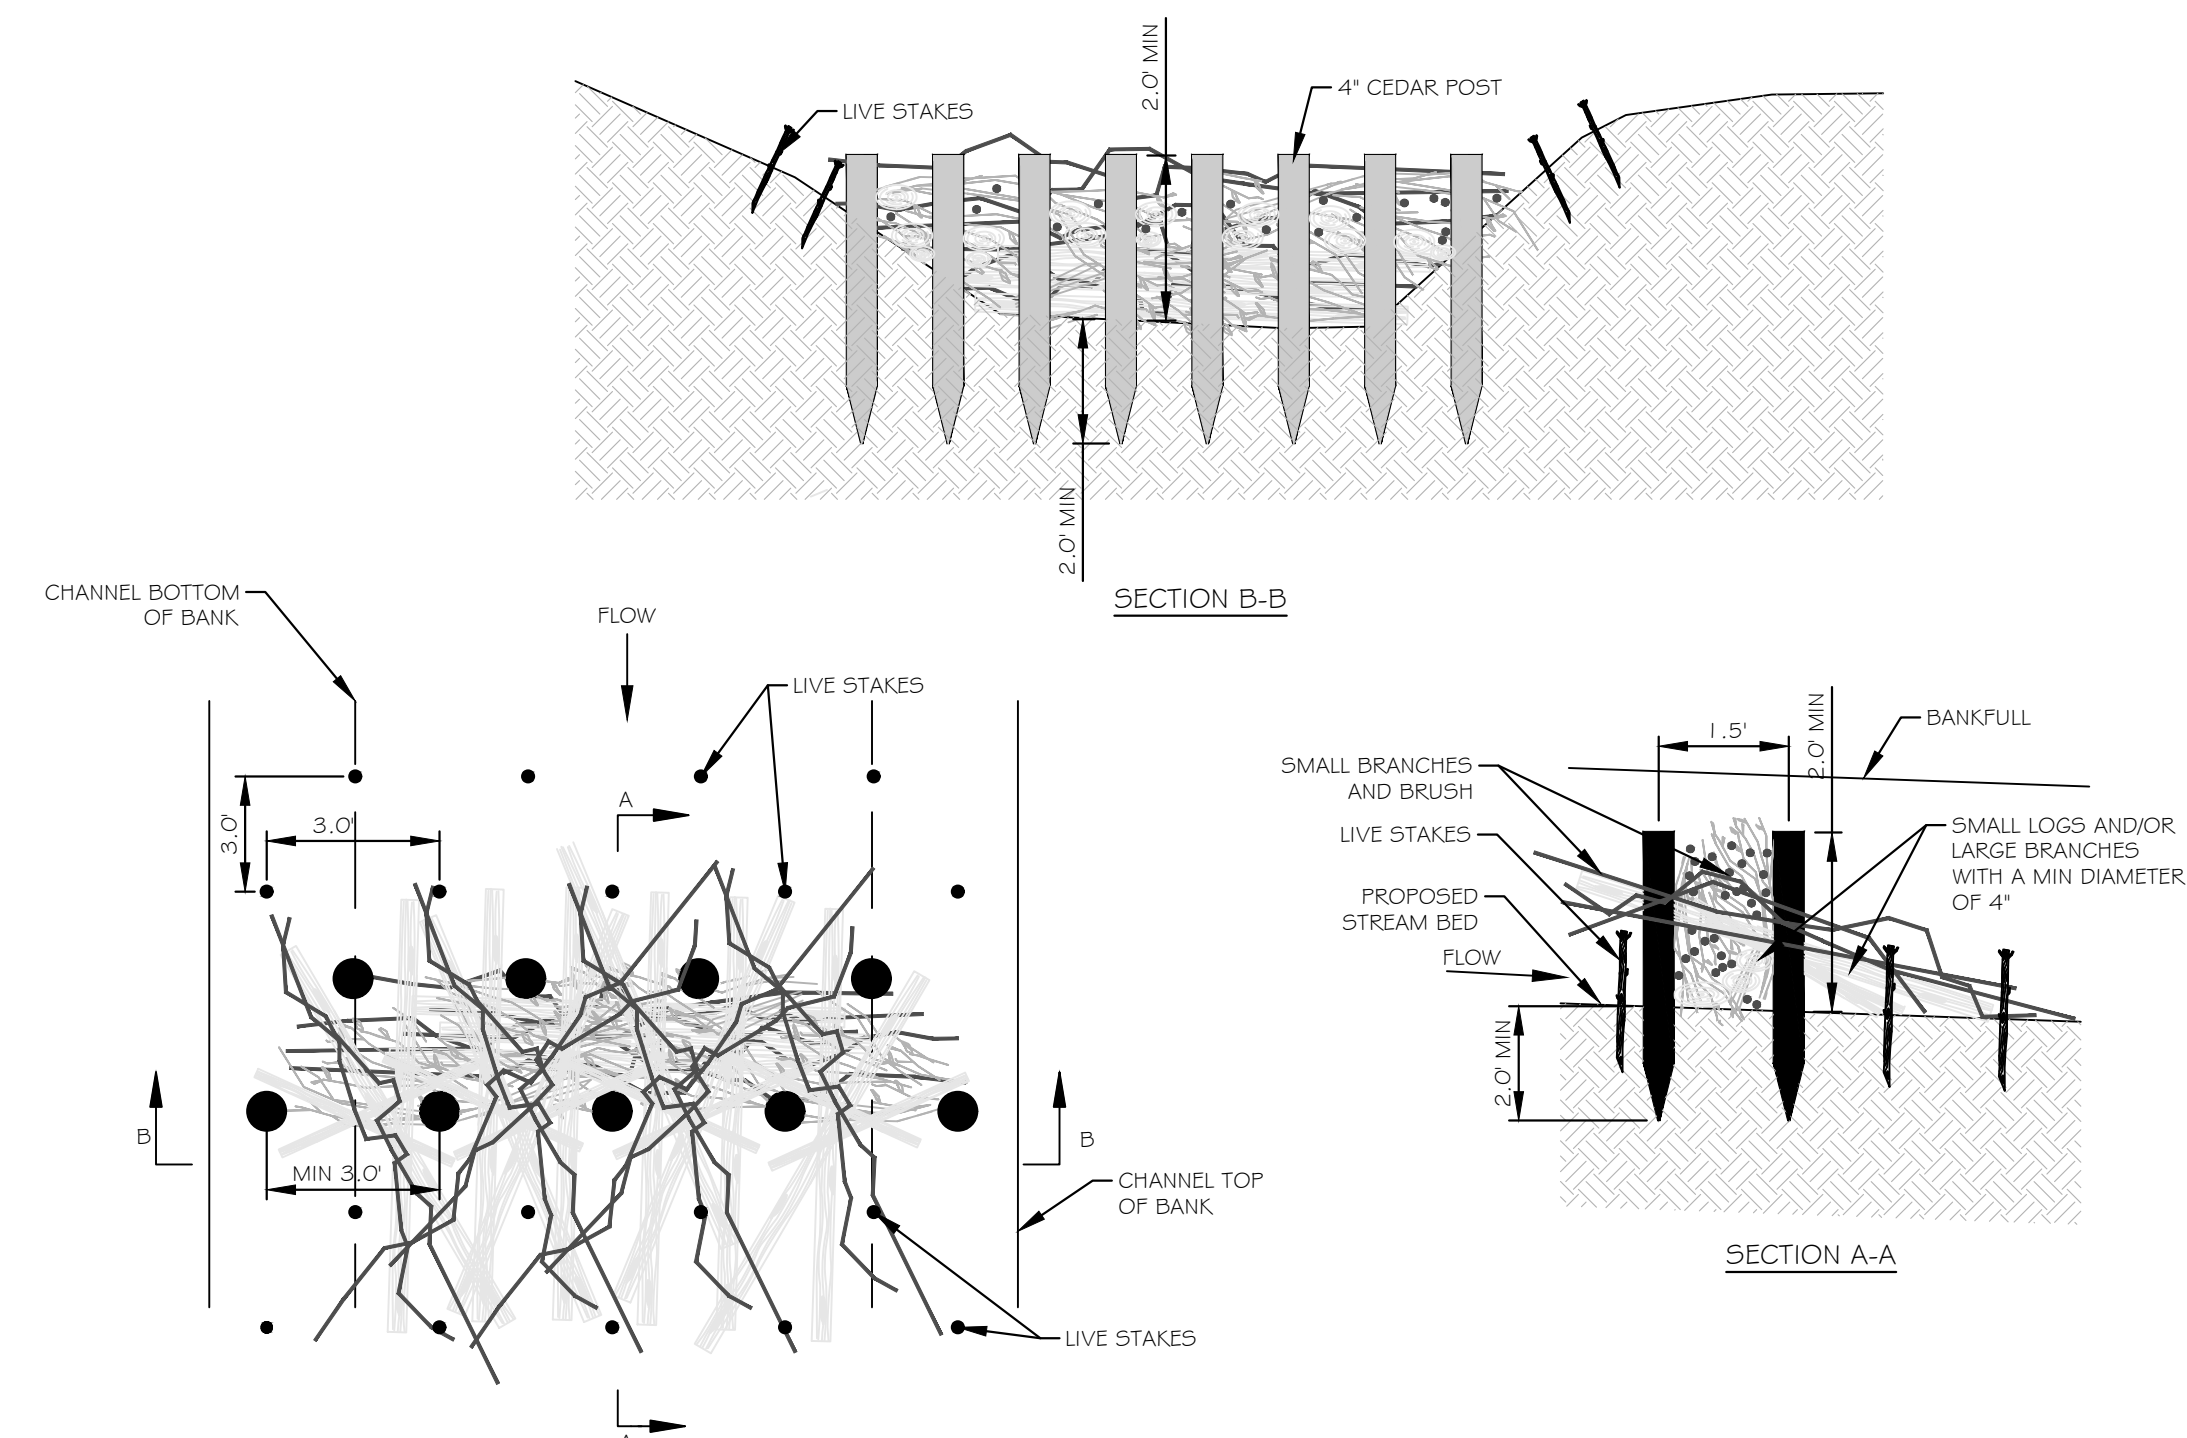 2.0' MIN
4" CEDAR POST
LIVE STAKES
2.0' MIN
SECTION B-B
CHANNEL BOTTOM
OF BANK
FLOW
LIVE STAKES
A
3.0'
3.0'
B
MIN 3.0'
B
CHANNEL TOP
OF BANK
LIVE STAKES
1.5'
2.0' MIN
BANKFULL
SMALL BRANCHES
AND BRUSH
LIVE STAKES
PROPOSED
STREAM BED
FLOW
SMALL LOGS AND/OR
LARGE BRANCHES
WITH A MIN DIAMETER
OF 4"
2.0' MIN
SECTION A-A